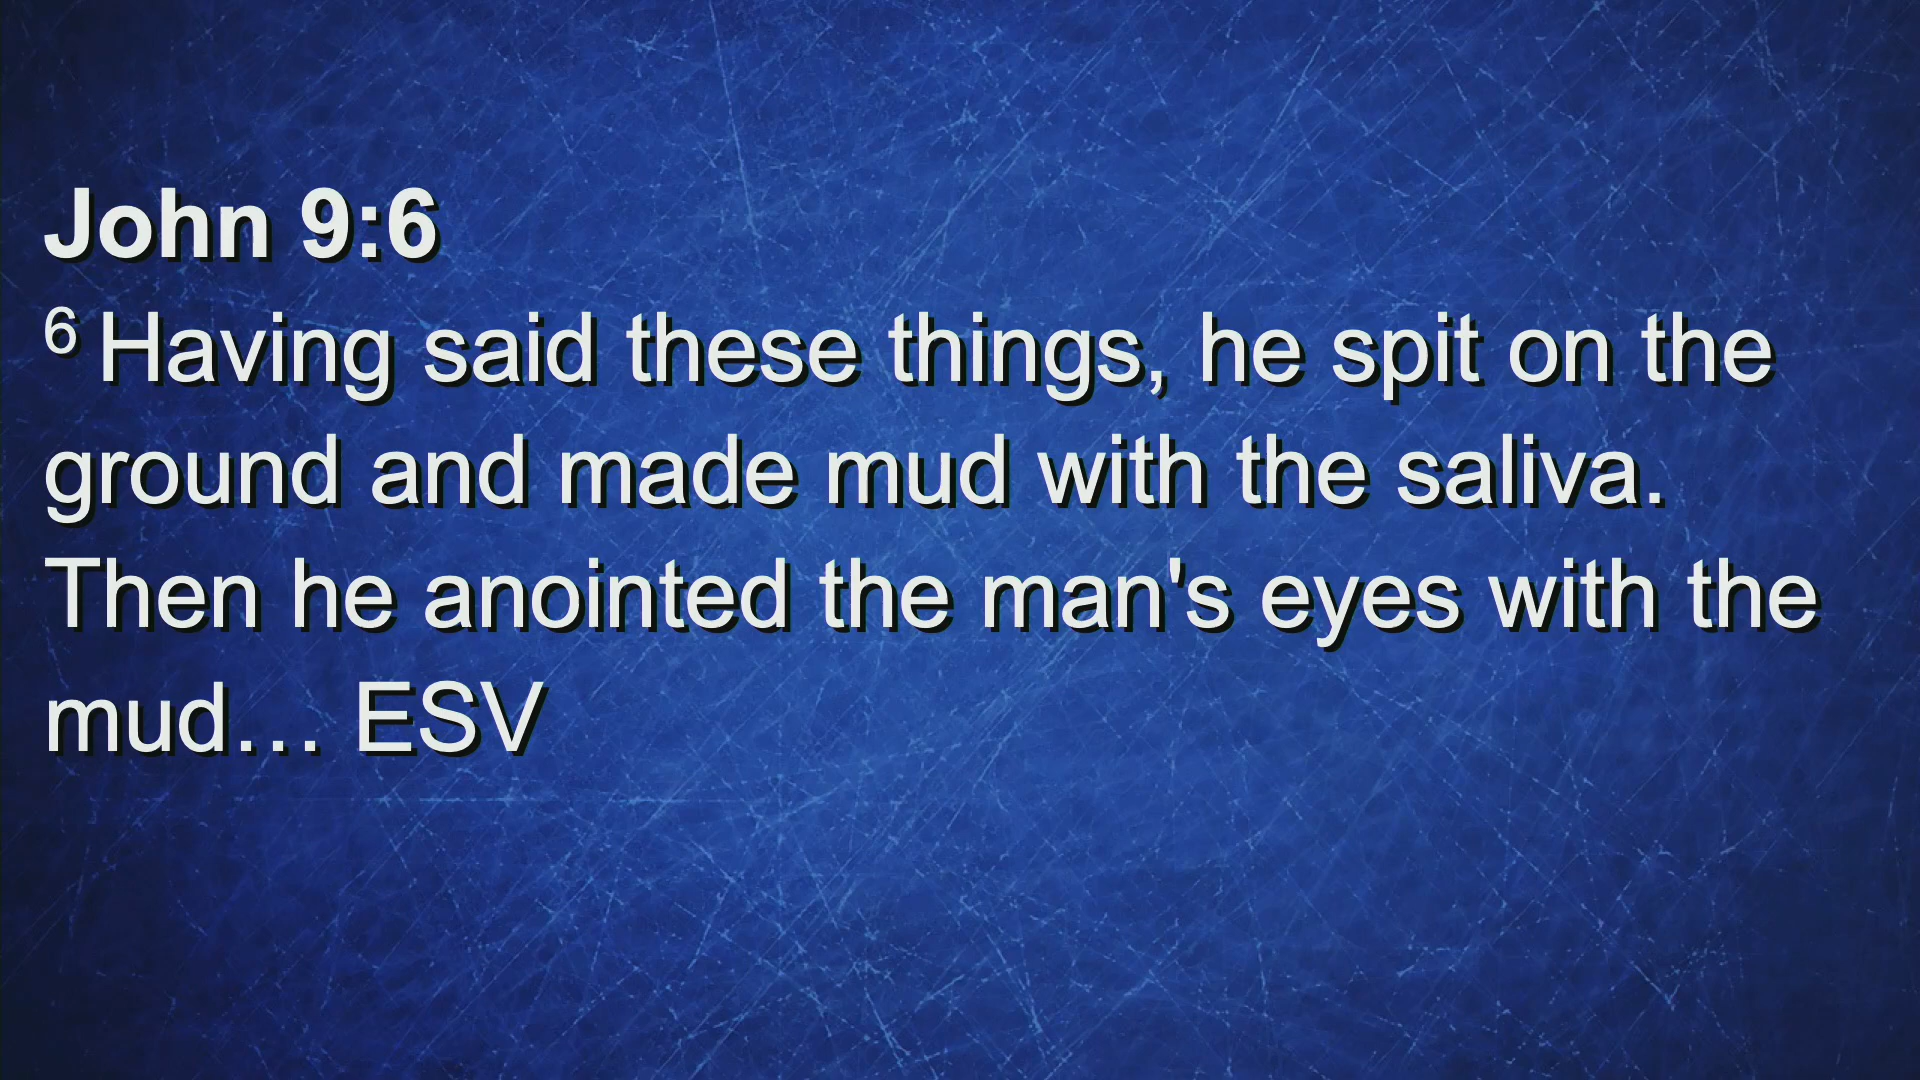 John 9:6
6 Having said these things, he spit on the
ground and made mud with the saliva.
Then he anointed the man's eyes with the
mud… ESV